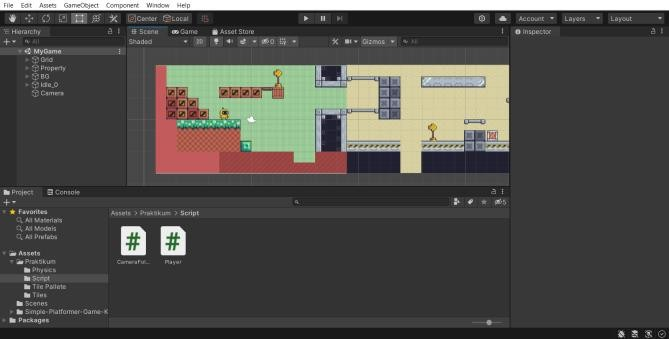 File Edit Assets GameObject Component Window Help
Center Local Account Layers Layout
Hierarchy
All
MyGame
Grid
Property
BG
Idle_0
Camera
Scene Game Asset Store
Shaded 2D 0 Gizmos All
Inspector
Project Console
5
Favorites
All Materials
All Models
All Prefabs
Assets
Praktikum
Physics
Script
Tile Pallete
Tiles
Scenes
Simple-Platformer-Game-K
Packages
Assets > Praktikum > Script
CameraFol... Player